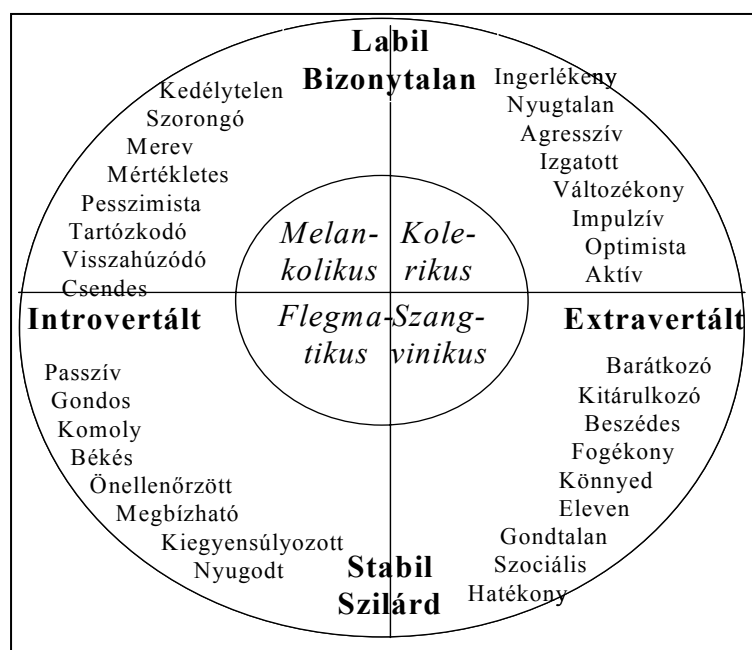 Labil
Bizonytalan
Kedélytelen
Szorongó
Merev
Mértékletes
Pesszimista
Tartózkodó
Visszahúzódó
Csendes
Ingerlékeny
Nyugtalan
Agresszív
Izgatott
Változékony
Impulzív
Optimista
Aktív
Melan-
kolikus
Kole-
rikus
Introvertált
Flegma-
tikus
Szang-
vinikus
Extravertált
Passzív
Gondos
Komoly
Békés
Önellenőrzött
Megbízható
Kiegyensúlyozott
Nyugodt
Barátkozó
Kitárulkozó
Beszédes
Fogékony
Könnyed
Eleven
Gondtalan
Szociális
Hatékony
Stabil
Szilárd